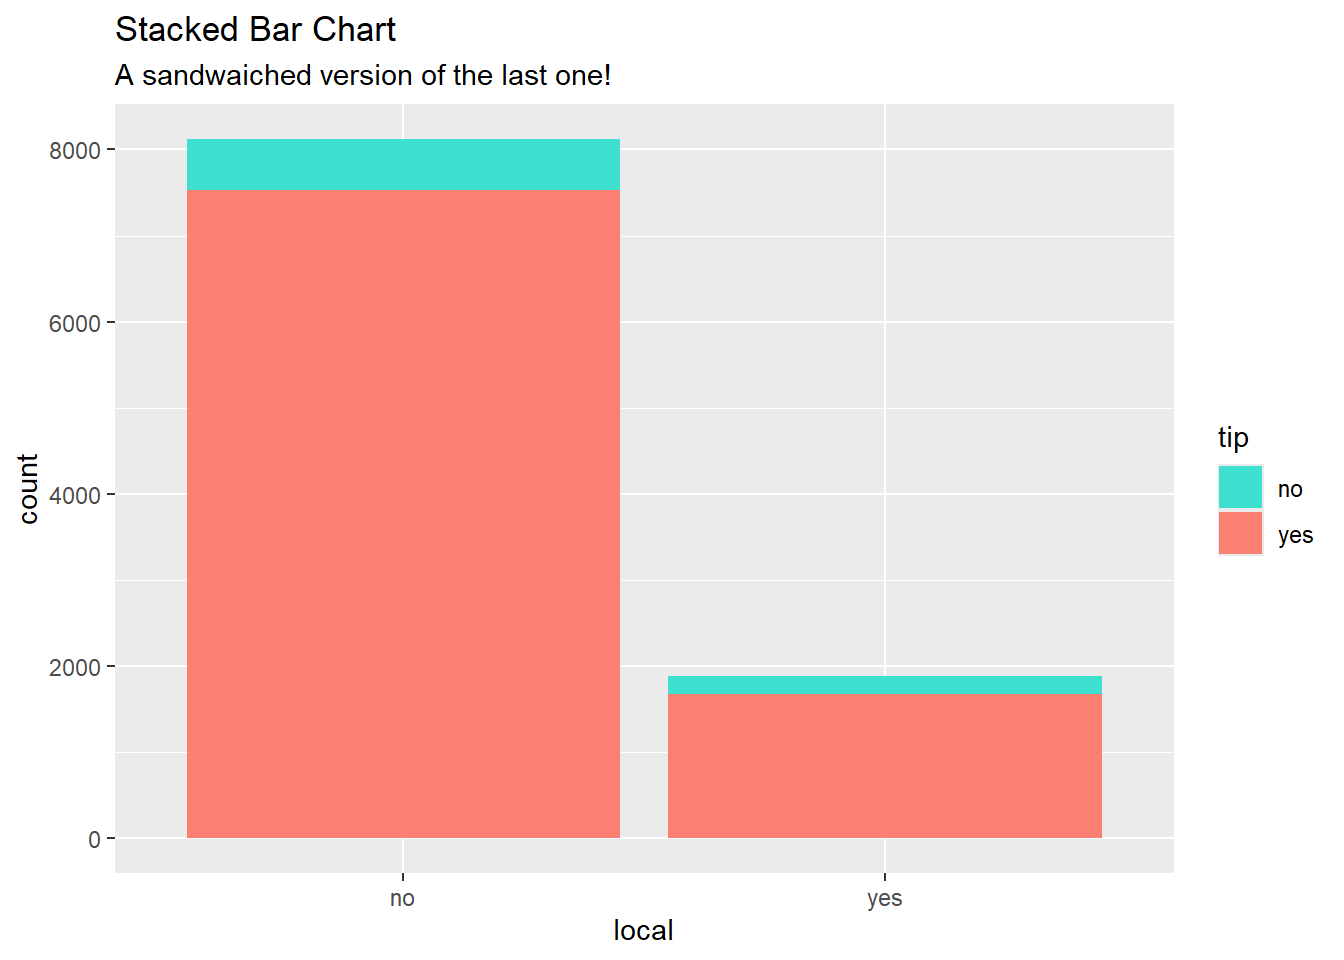 Stacked Bar Chart
A sandwaiched version of the last one!
8000
6000
4000
2000
0
count
no
yes
local
tip
no
yes